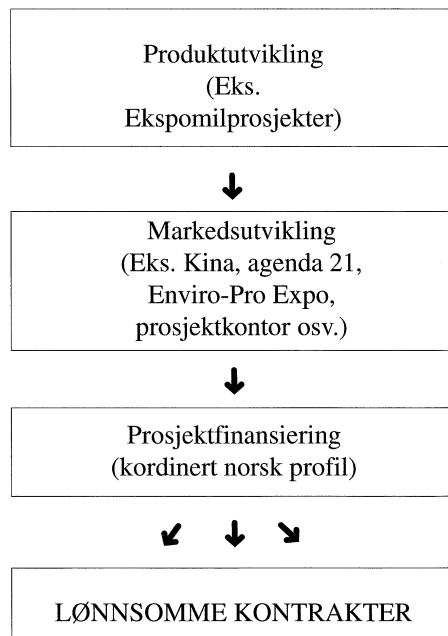 Produktutvikling
(Eks.
Ekspomilprosjekter)
Markedsutvikling
(Eks. Kina, agenda 21,
Enviro-Pro Expo,
prosjektkontor osv.)
Prosjektfinansiering
(kordinert norsk profil)
LØNNSOMME KONTRAKTER